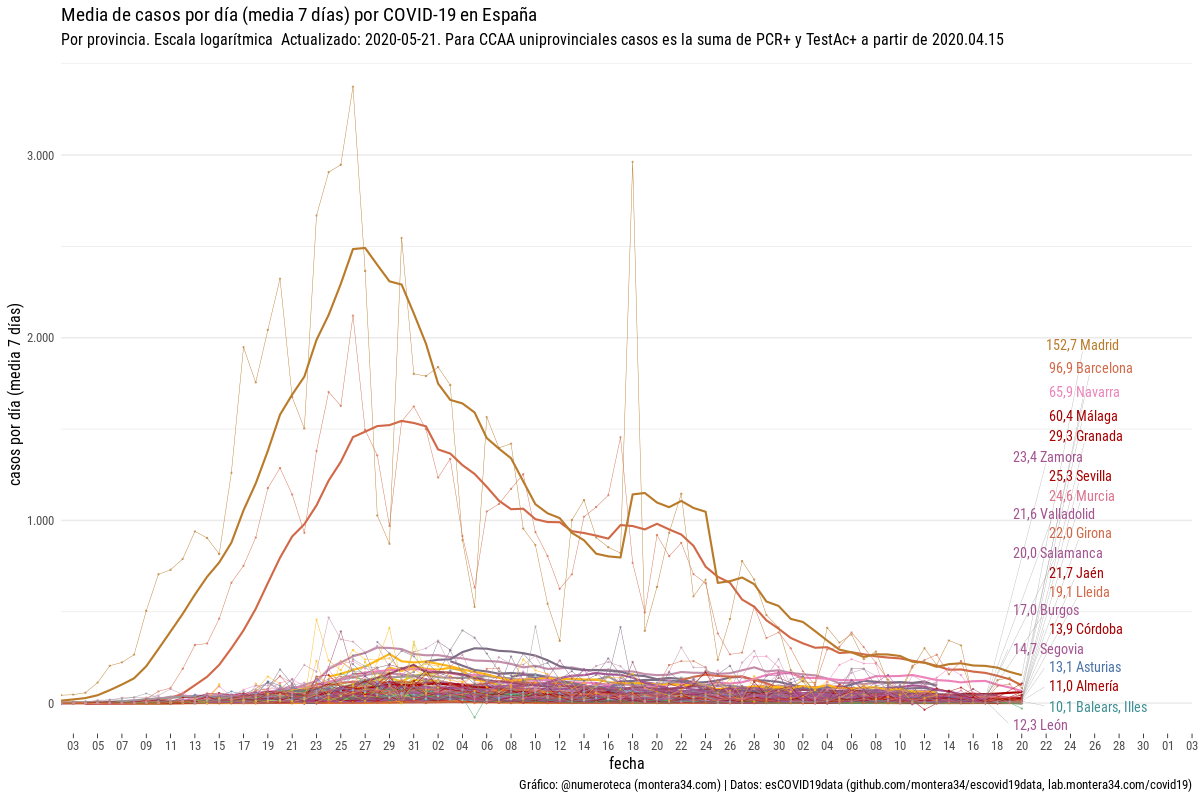 Media de casos por día (media 7 días) por COVID-19 en España
Por provincia. Escala logarítmica  Actualizado: 2020-05-21. Para CCAA uniprovinciales casos es la suma de PCR+ y TestAc+ a partir de 2020.04.15
casos por día (media 7 días)
3.000
2.000
1.000
0
152,7 Madrid
96,9 Barcelona
65,9 Navarra
60,4 Málaga
29,3 Granada
23,4 Zamora
25,3 Sevilla
24,6 Murcia
21,6 Valladolid
22,0 Girona
20,0 Salamanca
21,7 Jaén
19,1 Lleida
17,0 Burgos
13,9 Córdoba
14,7 Segovia
13,1 Asturias
11,0 Almería
10,1 Balears, Illes
12,3 León
03 05 07 09 11 13 15 17 19 21 23 25 27 29 31 02 04 06 08 10 12 14 16 18 20 22 24 26 28 30 02 04 06 08 10 12 14 16 18 20 22 24 26 28 30 01 03
fecha
Gráfico: @numeroteca (montera34.com) | Datos: esCOVID19data (github.com/montera34/escovid19data, lab.montera34.com/covid19)